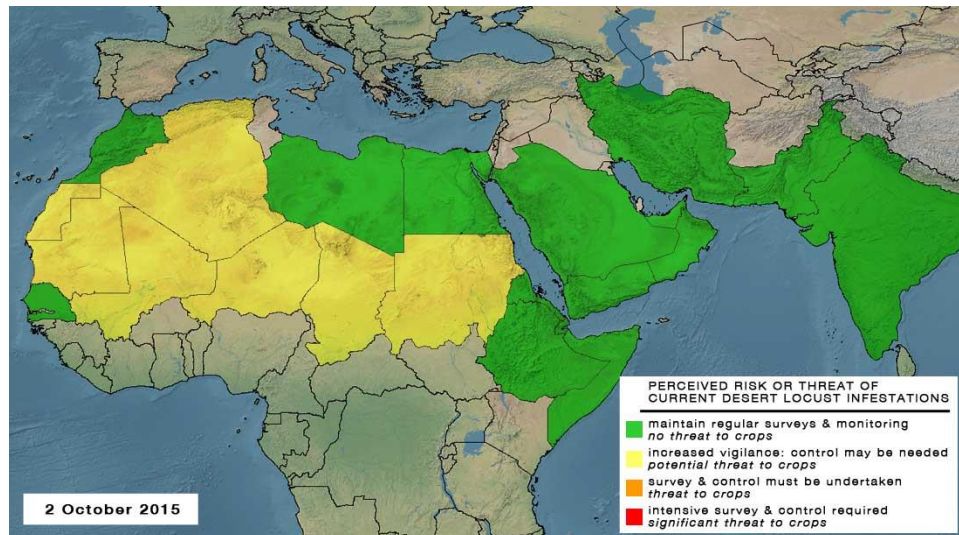 PERCEIVED RISK OR THREAT OF
CURRENT DESERT LOCUST INFESTATIONS
maintain regular surveys & monitoring
no threat to crops
increased vigilance: control may be needed
potential threat to crops
survey & control must be undertaken
threat to crops
intensive survey & control required
significant threat to crops
2 October 2015